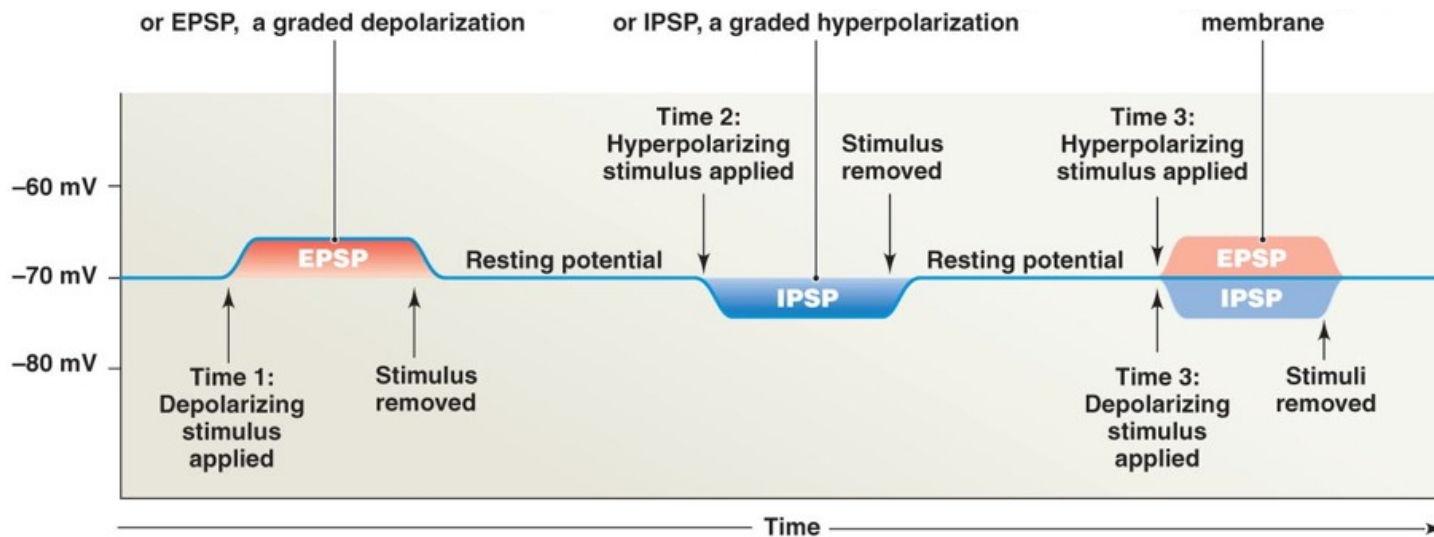 or EPSP, a graded depolarization
or IPSP, a graded hyperpolarization
membrane
Time 2:
Hyperpolarizing
stimulus applied
Stimulus
removed
Time 3:
Hyperpolarizing
stimulus applied
–60 mV
–70 mV
–80 mV
EPSP
Resting potential
IPSP
Resting potential
EPSP
IPSP
Time 1:
Depolarizing
stimulus
applied
Stimulus
removed
Time 3:
Depolarizing
stimulus
applied
Stimuli
removed
Time